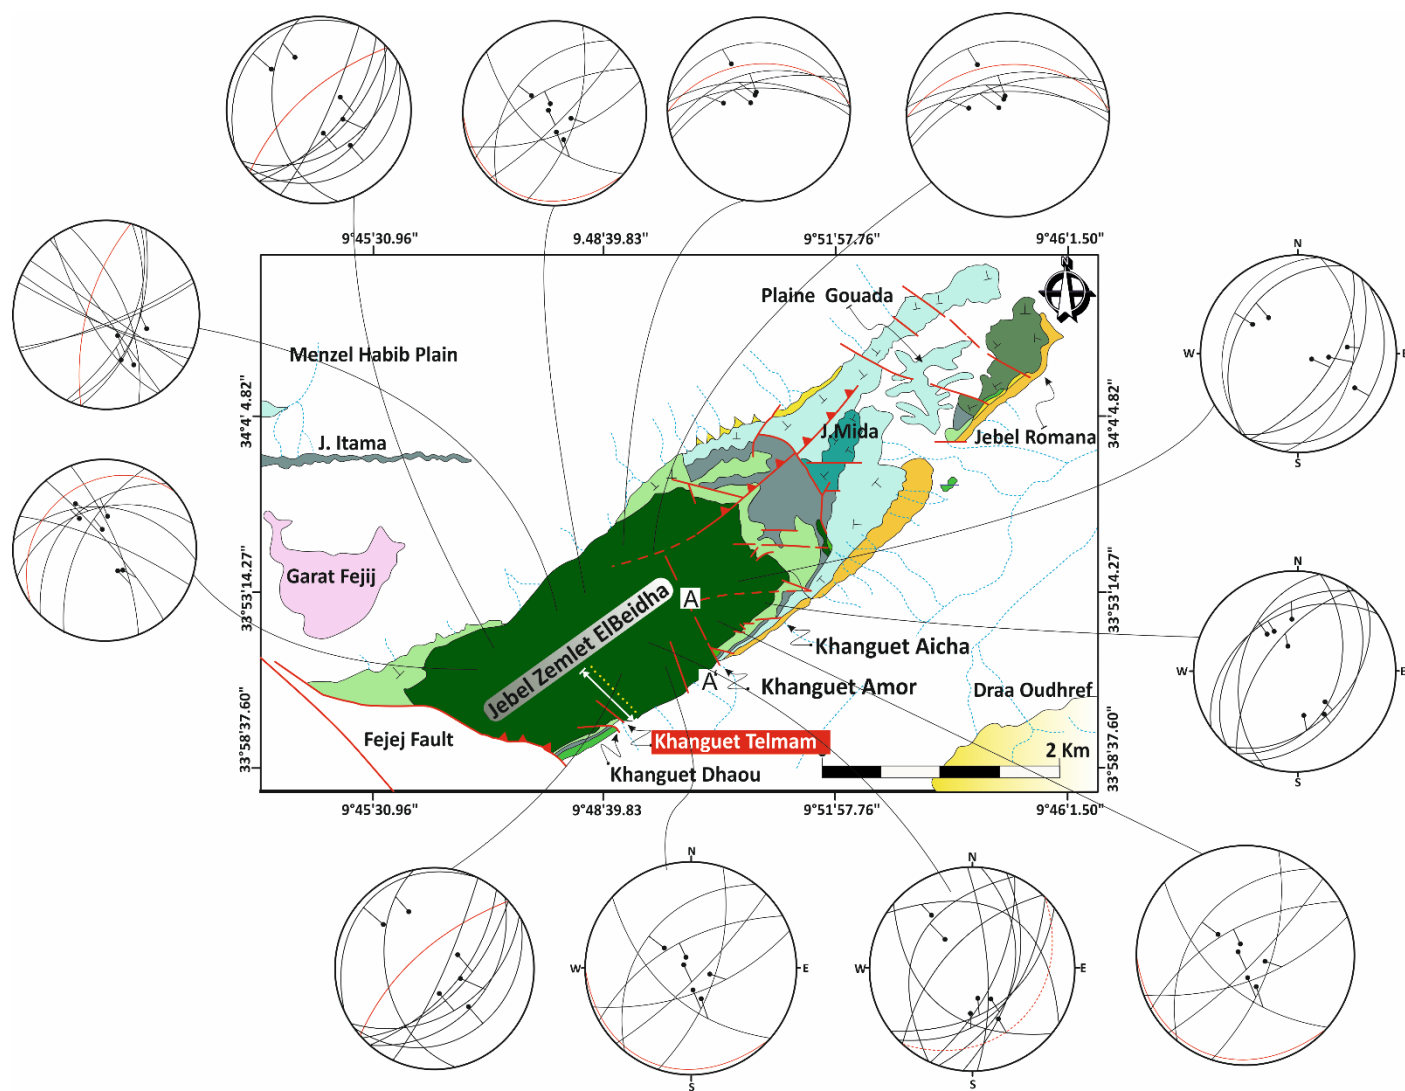 9°45'30.96"
9.48'39.83"
9°51'57.76"
9°46'1.50"
N
Plaine Gouada
N
W
E
S
Menzel Habib Plain
34°4' 4.82"
34°4' 4.82"
J. Itama
J.Mida
Jebel Romana
Garat Fejij
33°53'14.27"
33°53'14.27"
Jebel Zemlet ElBeidha
A
Khanguet Aicha
N
W
E
S
A'
Khanguet Amor
Draa Oudhref
33°58'37.60"
33°58'37.60"
Fejej Fault
Khanguet Telmam
2 Km
Khanguet Dhaou
9°45'30.96"
9°48'39.83
9°51'57.76"
9°46'1.50"
N
W
E
S
N
W
E
S